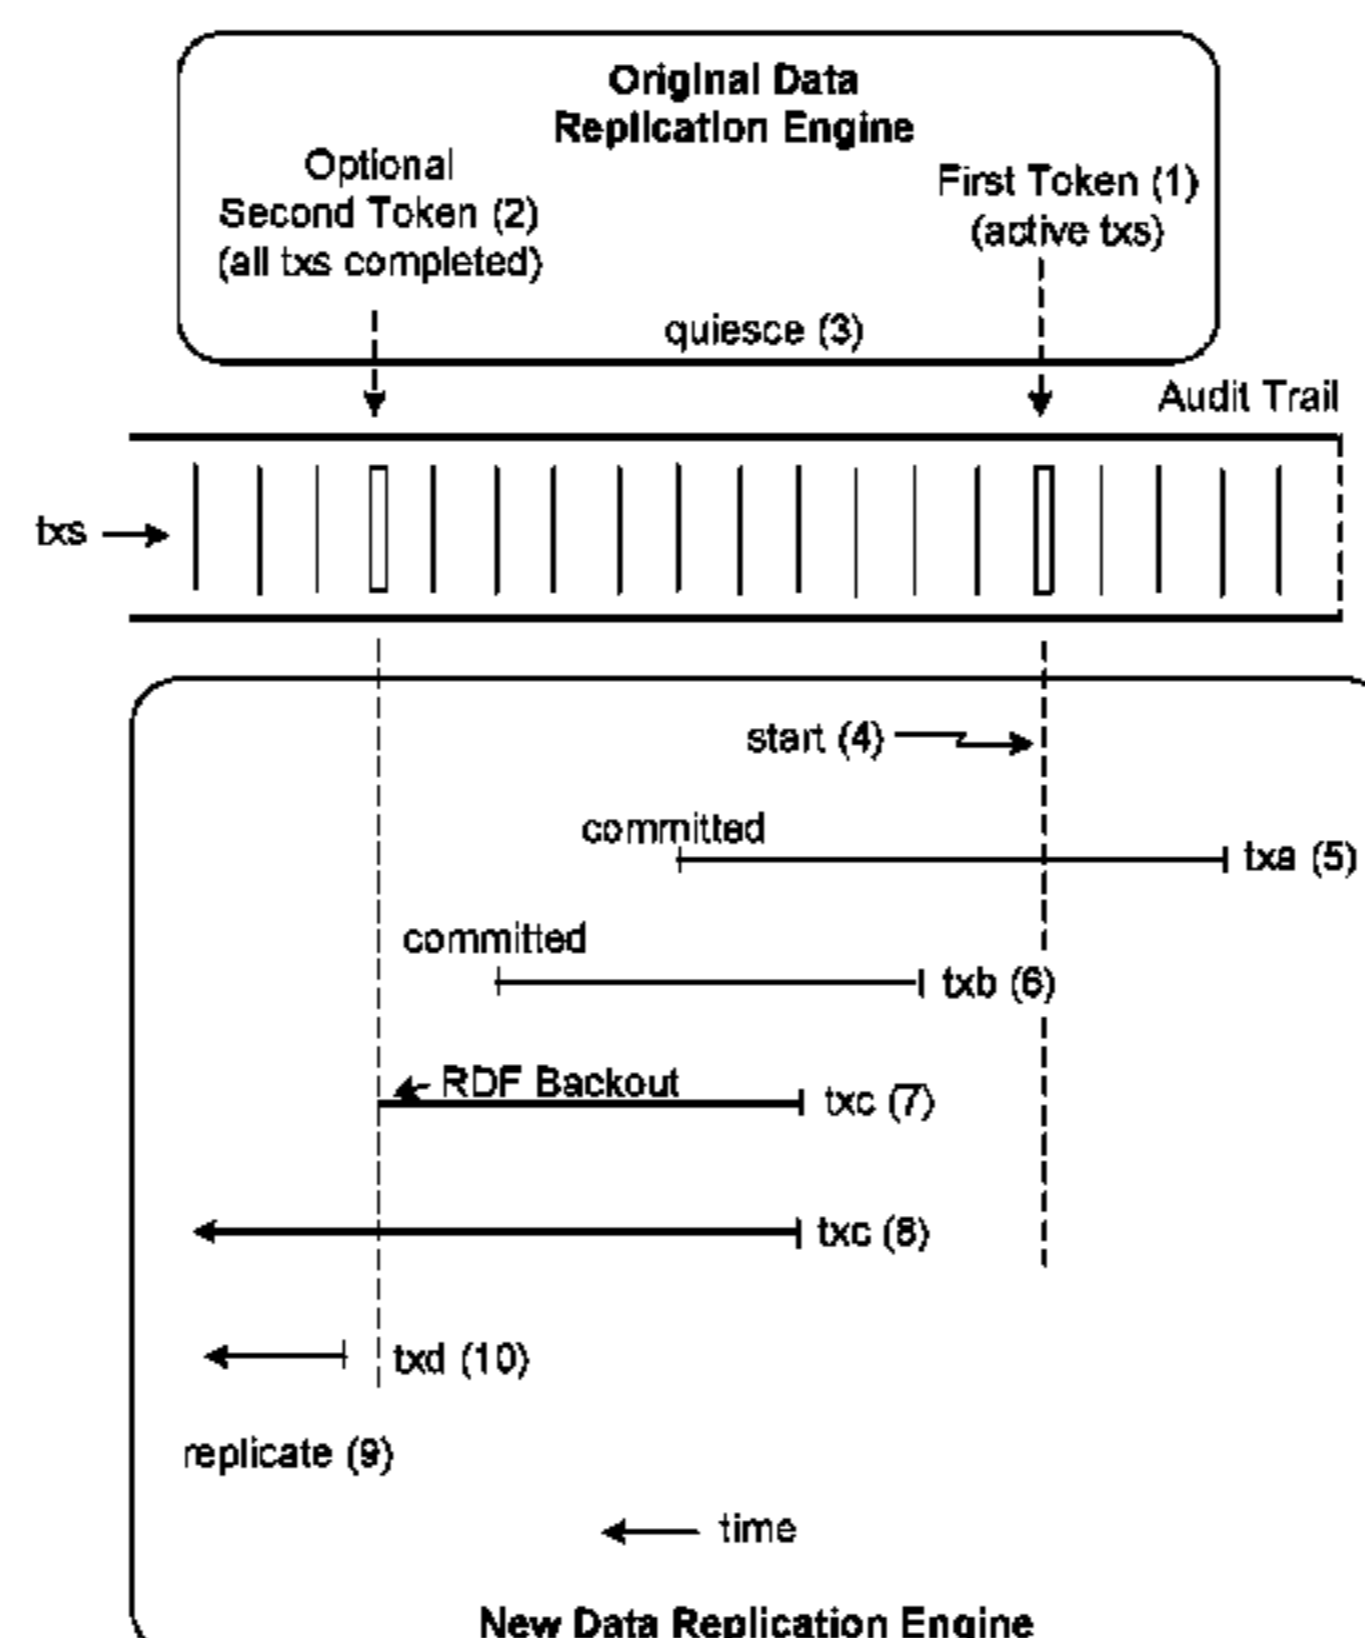 Original Data
Replication Engine
Optional
Second Token (2)
(all txs completed)
First Token (1)
(active txs)
quiesce (3)
Audit Trail
txs
start (4)
committed
txa (5)
committed
txb (6)
RDF Backout
txc (7)
txc (8)
txd (10)
replicate (9)
time
New Data Replication Engine